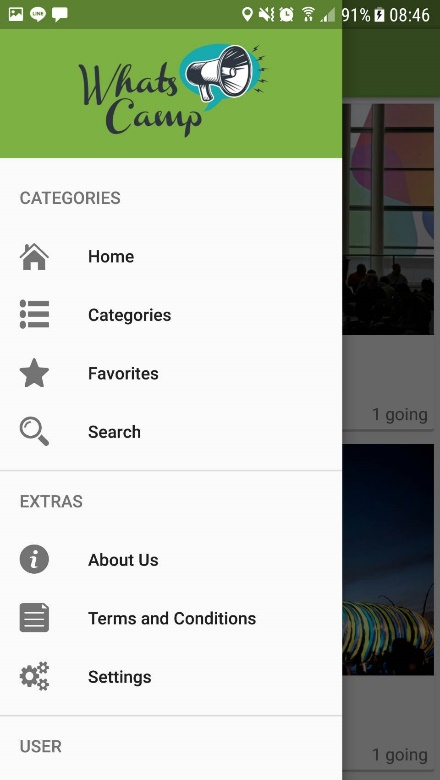 LINE
91%
08:46
Whats
Camp
CATEGORIES
Home
Categories
Favorites
Search
1 going
EXTRAS
About Us
Terms and Conditions
Settings
USER
1 going